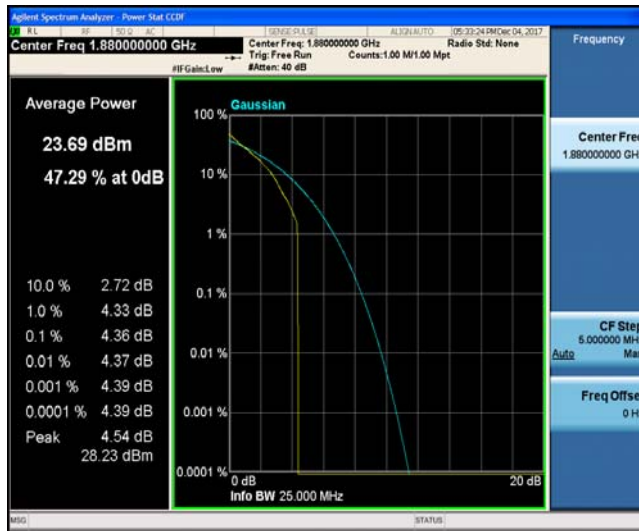 Agilent Spectrum Analyzer - Power Stat CCDF
RL RF 50 Ω AC SENSE:PULSE ALIGN AUTO 05:33:24 PM Dec 04, 2017
Center Freq 1.880000000 GHz
Center Freq: 1.880000000 GHz Radio Std: None
Trig: Free Run Counts:1.00 M/1.00 Mpt
#IFGain:Low #Atten: 40 dB
Frequency
Average Power
23.69 dBm
47.29 % at 0dB
10.0 % 2.72 dB
1.0 % 4.33 dB
0.1 % 4.36 dB
0.01 % 4.37 dB
0.001 % 4.39 dB
0.0001 % 4.39 dB
Peak 4.54 dB
28.23 dBm
Gaussian
100 %
10 %
1 %
0.1 %
0.01 %
0.001 %
0.0001 %
0 dB 20 dB
Info BW 25.000 MHz
Center Fre
1.880000000 GH
CF Step
5.000000 MH
Auto Ma
Freq Offse
0 H
MSG STATUS